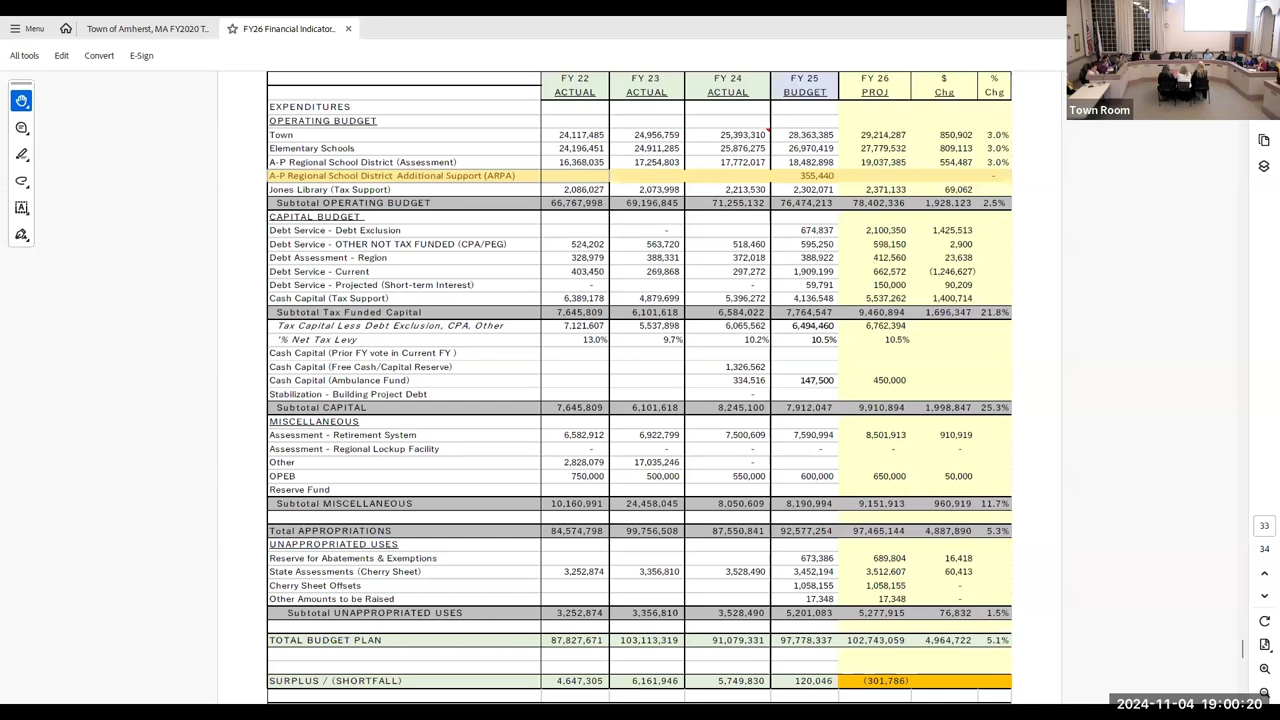 Menu
Town of Amherst, MA FY2020 T...
FY26 Financial Indicator...
All tools Edit Convert E-Sign
Town Room
FY 22 FY 23 FY 24 FY 25 FY 26 $ %
ACTUAL ACTUAL ACTUAL BUDGET PROJ Chg Chg
EXPENDITURES
OPERATING BUDGET
Town 24,117,485 24,956,759 25,393,310 28,363,385 29,214,287 850,902 3.0%
Elementary Schools 24,196,451 24,911,285 25,876,275 26,970,419 27,779,532 809,113 3.0%
A-P Regional School District (Assessment) 16,368,035 17,254,803 17,772,017 18,482,898 19,037,385 554,487 3.0%
A-P Regional School District Additional Support (ARPA) 355,440 -
Jones Library (Tax Support) 2,086,027 2,073,998 2,213,530 2,302,071 2,371,133 69,062
Subtotal OPERATING BUDGET 66,767,998 69,196,845 71,255,132 76,474,213 78,402,336 1,928,123 2.5%
CAPITAL BUDGET
Debt Service - Debt Exclusion - 674,837 2,100,350 1,425,513
Debt Service - OTHER NOT TAX FUNDED (CPA/PEG) 524,202 563,720 518,460 595,250 598,150 2,900
Debt Assessment - Region 328,979 388,331 372,018 388,922 412,560 23,638
Debt Service - Current 403,450 269,868 297,272 1,909,199 662,572 (1,246,627)
Debt Service - Projected (Short-term Interest) - - 59,791 150,000 90,209
Cash Capital (Tax Support) 6,389,178 4,879,699 5,396,272 4,136,548 5,537,262 1,400,714
Subtotal Tax Funded Capital 7,645,809 6,101,618 6,584,022 7,764,547 9,460,894 1,696,347 21.8%
Tax Capital Less Debt Exclusion, CPA, Other 7,121,607 5,537,898 6,065,562 6,494,460 6,762,394
'% Net Tax Levy 13.0% 9.7% 10.2% 10.5% 10.5%
Cash Capital (Prior FY vote in Current FY )
Cash Capital (Free Cash/Capital Reserve) 1,326,562
Cash Capital (Ambulance Fund) 334,516 147,500 450,000
Stabilization - Building Project Debt -
Subtotal CAPITAL 7,645,809 6,101,618 8,245,100 7,912,047 9,910,894 1,998,847 25.3%
MISCELLANEOUS
Assessment - Retirement System 6,582,912 6,922,799 7,500,609 7,590,994 8,501,913 910,919
Assessment - Regional Lockup Facility - - - - - -
Other 2,828,079 17,035,246 -
OPEB 750,000 500,000 550,000 600,000 650,000 50,000
Reserve Fund
Subtotal MISCELLANEOUS 10,160,991 24,458,045 8,050,609 8,190,994 9,151,913 960,919 11.7%
Total APPROPRIATIONS 84,574,798 99,756,508 87,550,841 92,577,254 97,465,144 4,887,890 5.3%
UNAPPROPRIATED USES
Reserve for Abatements & Exemptions 673,386 689,804 16,418
State Assessments (Cherry Sheet) 3,252,874 3,356,810 3,528,490 3,452,194 3,512,607 60,413
Cherry Sheet Offsets 1,058,155 1,058,155 -
Other Amounts to be Raised 17,348 17,348 -
Subtotal UNAPPROPRIATED USES 3,252,874 3,356,810 3,528,490 5,201,083 5,277,915 76,832 1.5%
TOTAL BUDGET PLAN 87,827,671 103,113,319 91,079,331 97,778,337 102,743,059 4,964,722 5.1%
SURPLUS / (SHORTFALL) 4,647,305 6,161,946 5,749,830 120,046 (301,786)
33
34
2024-11-04 19:00:20